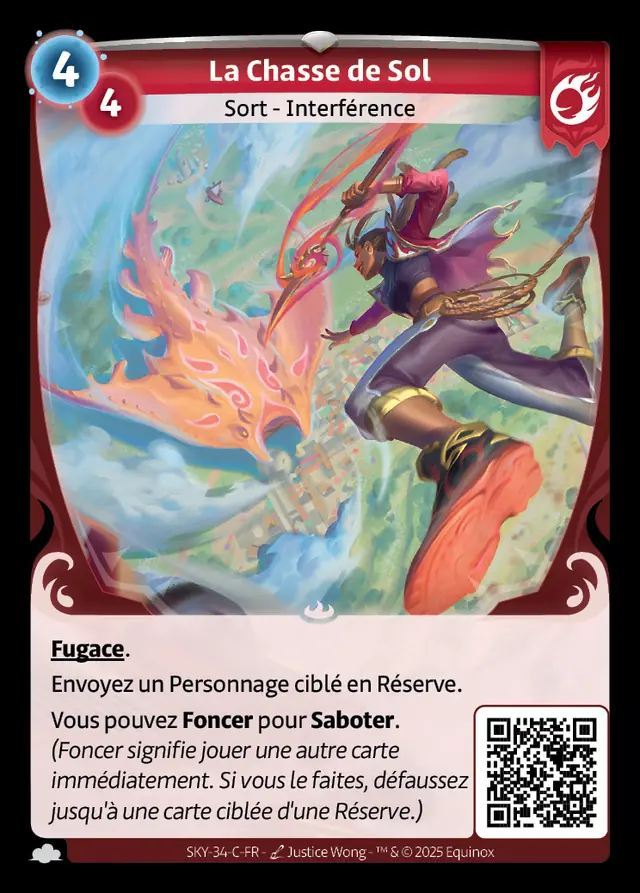 4
4
La Chasse de Sol
Sort - Interférence
Fugace.
Envoyez un Personnage ciblé en Réserve.
Vous pouvez Foncer pour Saboter.
(Foncer signifie jouer une autre carte
immédiatement. Si vous le faites, défaussez
jusqu'à une carte ciblée d'une Réserve.)
SKY-34-C-FR - Justice Wong - ™ & © 2025 Equinox